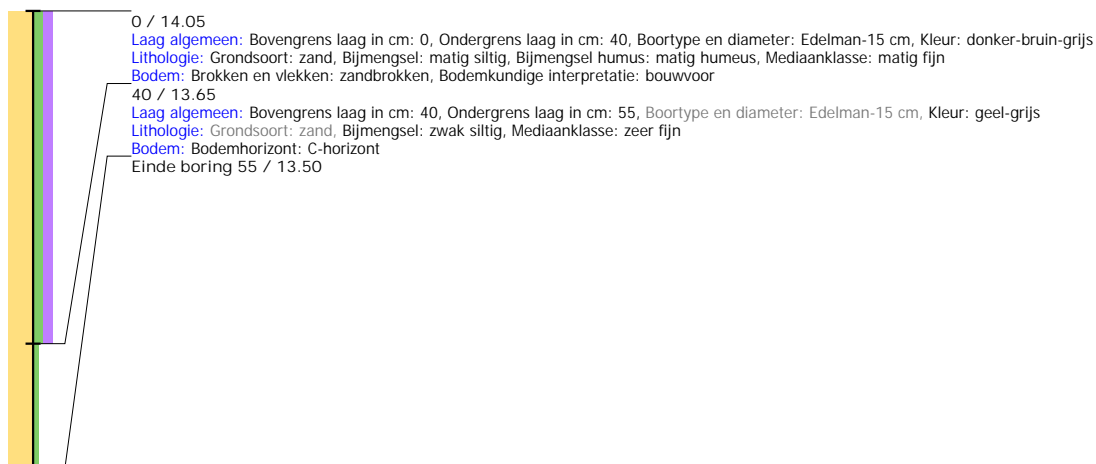 0 / 14.05
Laag algemeen: Bovengrens laag in cm: 0, Ondergrens laag in cm: 40, Boortype en diameter: Edelman-15 cm, Kleur: donker-bruin-grijs
Lithologie: Grondsoort: zand, Bijmengsel: matig siltig, Bijmengsel humus: matig humeus, Mediaanklasse: matig fijn
Bodem: Brokken en vlekken: zandbrokken, Bodemkundige interpretatie: bouwvoor
40 / 13.65
Laag algemeen: Bovengrens laag in cm: 40, Ondergrens laag in cm: 55, Boortype en diameter: Edelman-15 cm, Kleur: geel-grijs
Lithologie: Grondsoort: zand, Bijmengsel: zwak siltig, Mediaanklasse: zeer fijn
Bodem: Bodemhorizont: C-horizont
Einde boring 55 / 13.50